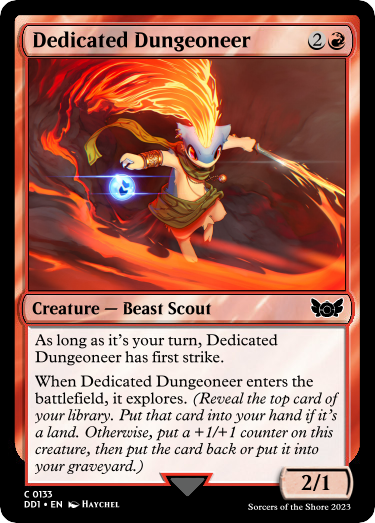 Dedicated Dungeoneer 2
Creature — Beast Scout
As long as it's your turn, Dedicated
Dungeoneer has first strike.
When Dedicated Dungeoneer enters the
battlefield, it explores. (Reveal the top card of
your library. Put that card into your hand if it's
a land. Otherwise, put a +1/+1 counter on this
creature, then put the card back or put it into
your graveyard.)
2/1
C 0133
DD1 • EN HAYCHEL
Sorcers of the Shore 2023